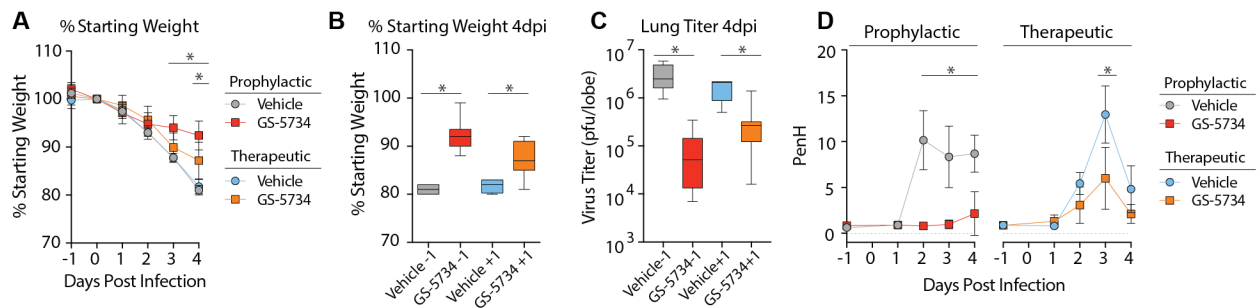 A
% Starting Weight
% Starting Weight
110
100
90
80
70
-1 0 1 2 3 4
Days Post Infection
*
*
Prophylactic
Vehicle
GS-5734
Therapeutic
Vehicle
GS-5734
B
% Starting Weight 4dpi
% Starting Weight
110
100
90
80
70
* *
Vehicle -1
GS-5734 -1
Vehicle +1
GS-5734 +1
C
Lung Titer 4dpi
Virus Titer (pfu/lobe)
10⁷
10⁶
10⁵
10⁴
10³
* *
Vehicle-1
GS-5734-1
Vehicle+1
GS-5734+1
D
Prophylactic Therapeutic
PenH
20
15
10
5
0
* *
-1 0 1 2 3 4 -1 0 1 2 3 4
Days Post Infection
Prophylactic
Vehicle
GS-5734
Therapeutic
Vehicle
GS-5734